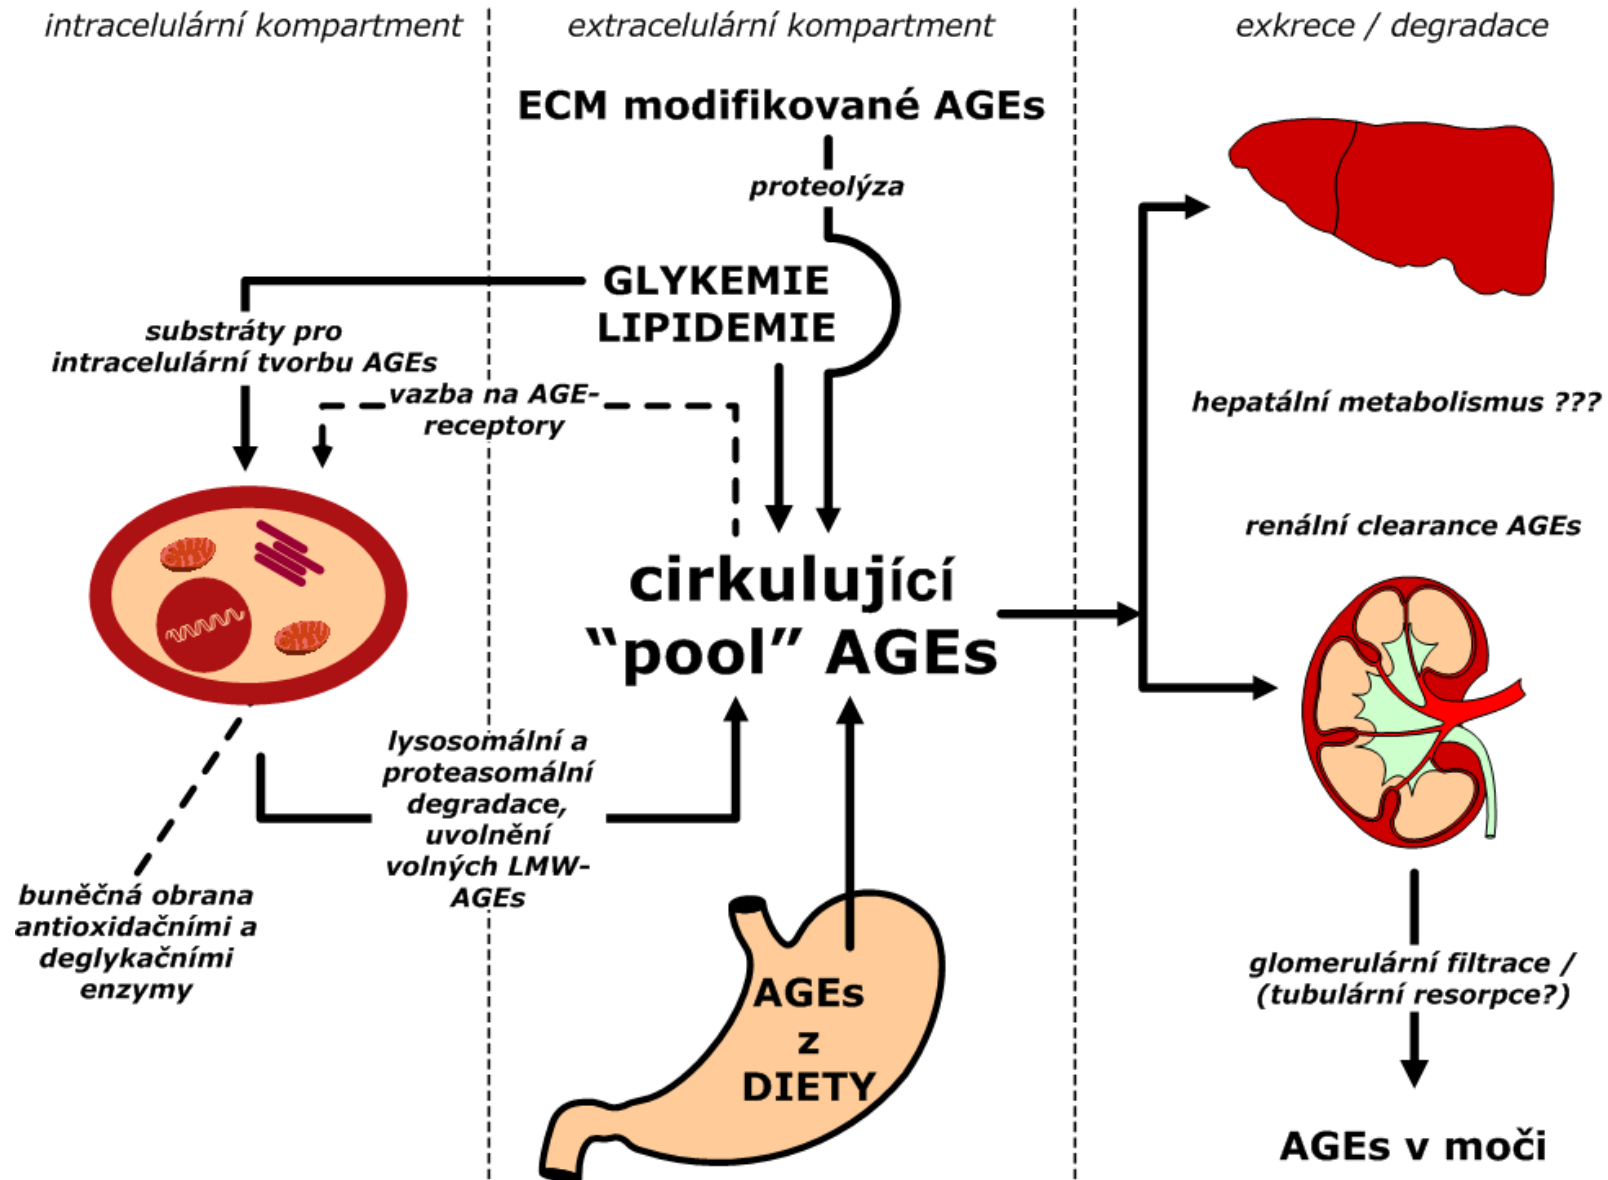 intracelulární kompartment
extracelulární kompartment
exkrece / degradace
ECM modifikované AGEs
proteolýza
GLYKEMIE
LIPIDEMIE
substráty pro
intracelulární tvorbu AGEs
vazba na AGE-
receptory
hepatální metabolismus ???
renální clearance AGEs
cirkulující
“pool” AGEs
lysosomální a
proteasomální
degradace,
uvolnění
volných LMW-
AGEs
buněčná obrana
antioxidačními a
deglykačními
enzymy
AGEs
z
DIETY
glomerulární filtrace /
(tubulární resorpce?)
AGEs v moči